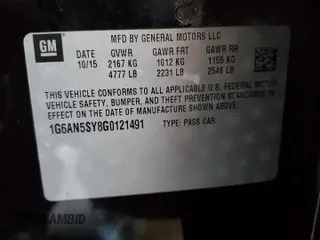 GM
MFD BY GENERAL MOTORS LLC
10/15 GVWR GAWR FRT GAWR RR
2167 KG 1012 KG 1155 KG
4777 LB 2231 LB 2546 LB
THIS VEHICLE CONFORMS TO ALL APPLICABLE U.S. FEDERAL MOTOR
VEHICLE SAFETY, BUMPER, AND THEFT PREVENTION STANDARDS IN
EFFECT ON THE DATE OF MANUFACTURE SHOWN ABOVE.
1G6AN5SY8G0121491 TYPE: PASS CAR